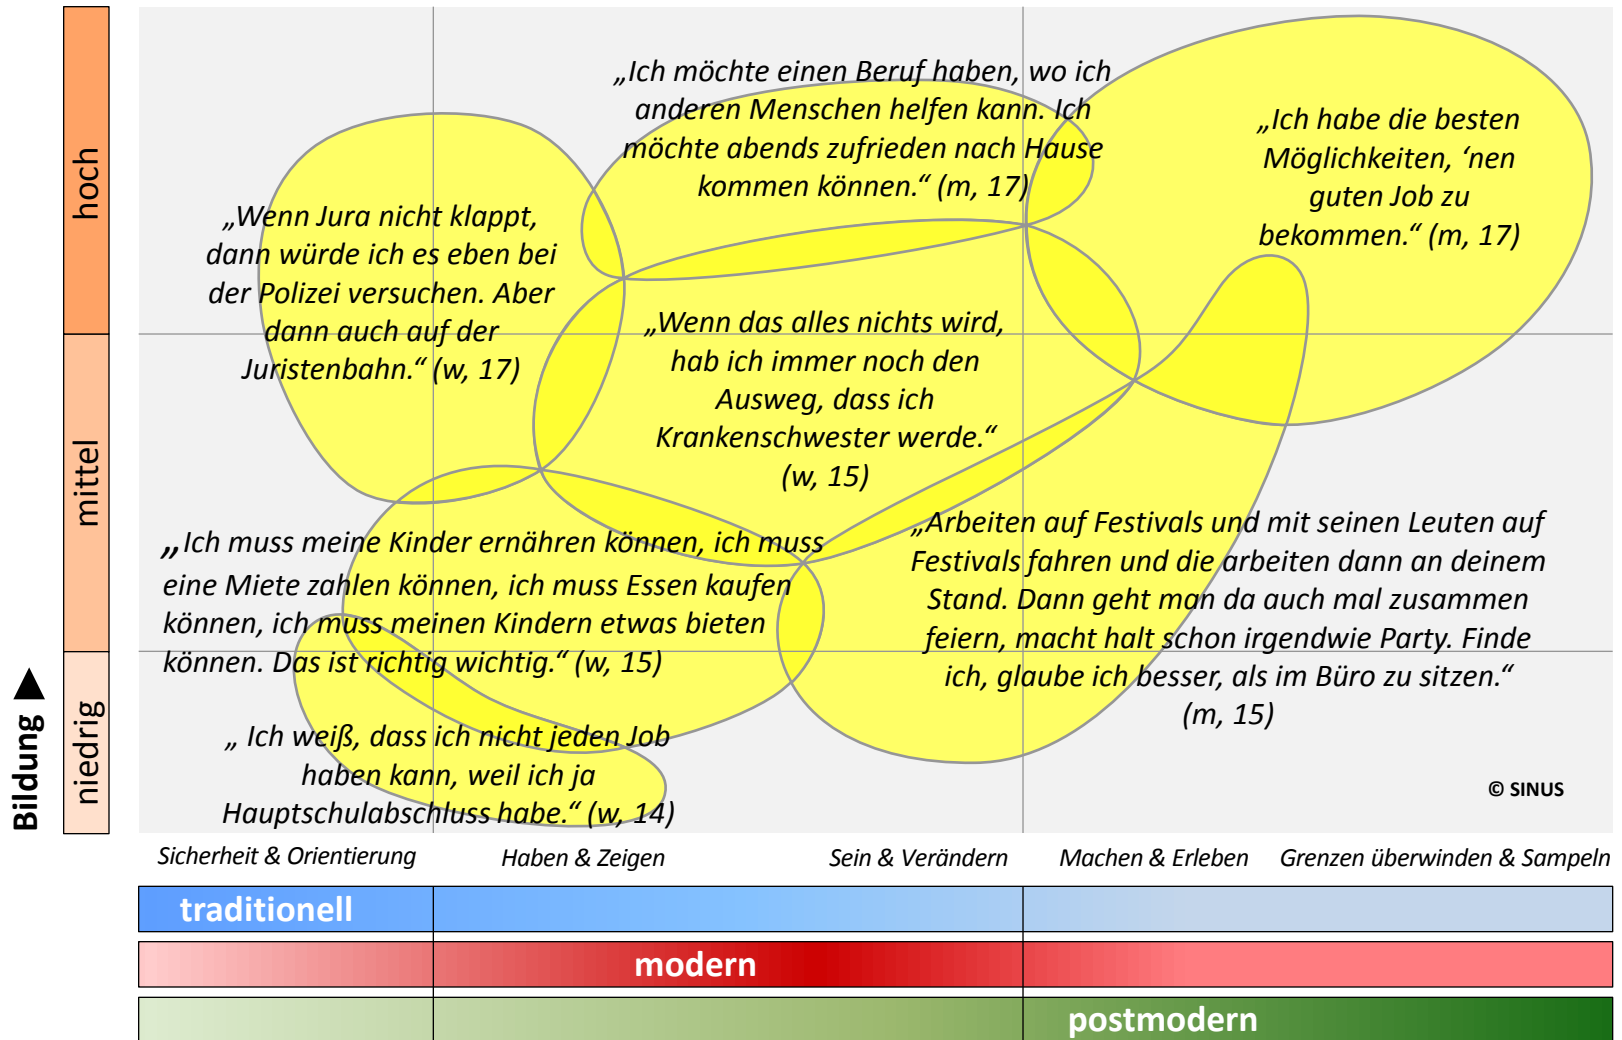 hoch
mittel
niedrig
Bildung ►
„Ich möchte einen Beruf haben, wo ich
anderen Menschen helfen kann. Ich
möchte abends zufrieden nach Hause
kommen können.“ (m, 17)
„Ich habe die besten
Möglichkeiten, ‘nen
guten Job zu
bekommen.“ (m, 17)
„Wenn Jura nicht klappt,
dann würde ich es eben bei
der Polizei versuchen. Aber
dann auch auf der
Juristenbahn.“ (w, 17)
„Wenn das alles nichts wird,
hab ich immer noch den
Ausweg, dass ich
Krankenschwester werde.“
(w, 15)
„Ich muss meine Kinder ernähren können, ich muss
eine Miete zahlen können, ich muss Essen kaufen
können, ich muss meinen Kindern etwas bieten
können. Das ist richtig wichtig.“ (w, 15)
„Arbeiten auf Festivals und mit seinen Leuten auf
Festivals fahren und die arbeiten dann an deinem
Stand. Dann geht man da auch mal zusammen
feiern, macht halt schon irgendwie Party. Finde
ich, glaube ich besser, als im Büro zu sitzen.“
(m, 15)
„ Ich weiß, dass ich nicht jeden Job
haben kann, weil ich ja
Hauptschulabschluss habe.“ (w, 14)
© SINUS
Sicherheit & Orientierung
Haben & Zeigen
Sein & Verändern
Machen & Erleben
Grenzen überwinden & Sampeln
traditionell
modern
postmodern